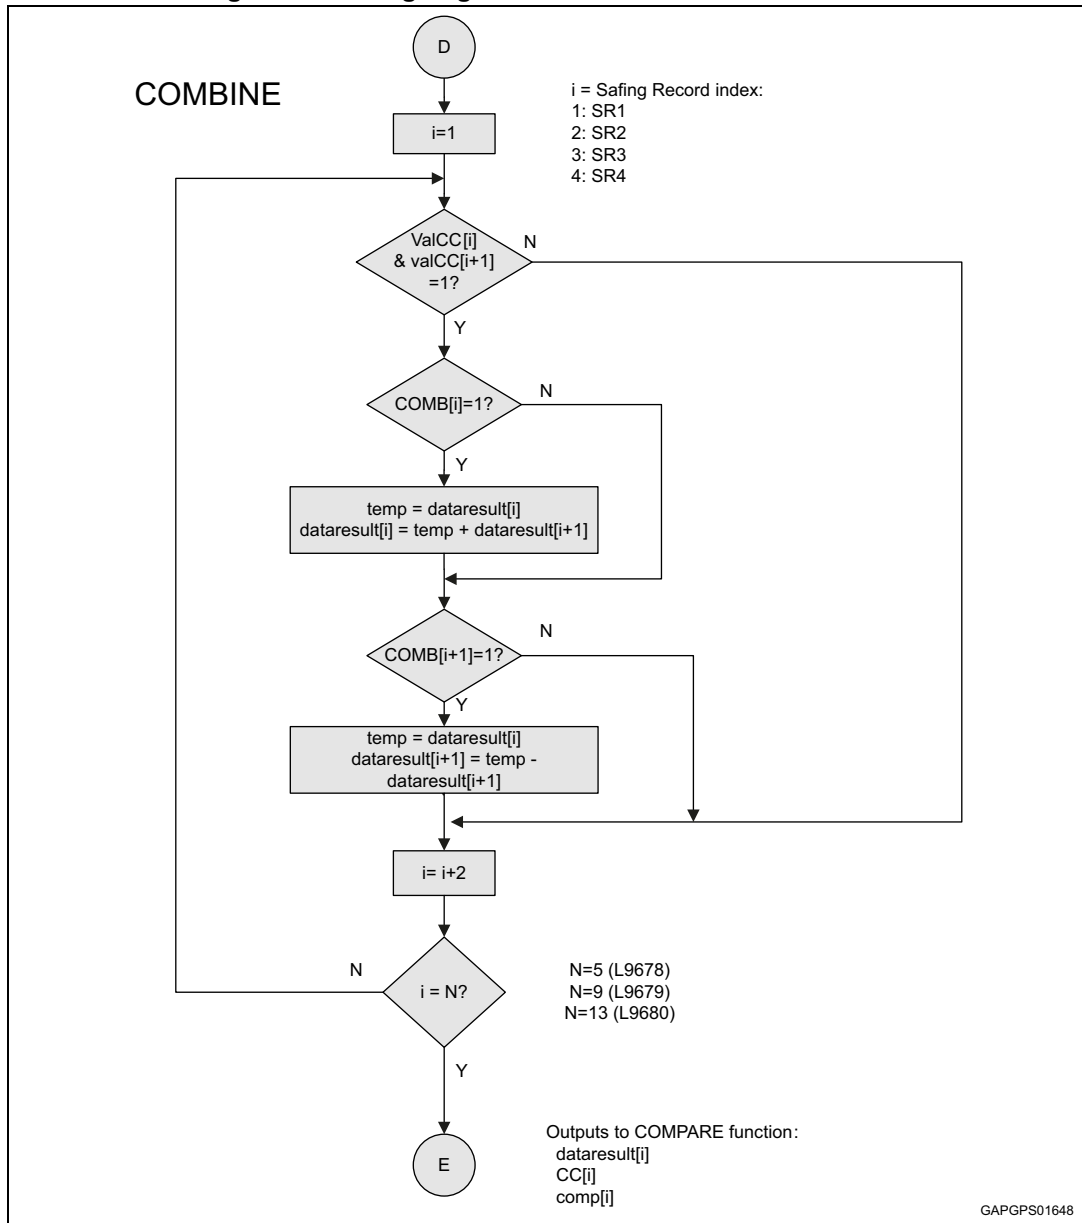 D
COMBINE
i = Safing Record index:
1: SR1
2: SR2
3: SR3
4: SR4
i=1
ValCC[i]
& valCC[i+1]
=1?
N
Y
COMB[i]=1?
N
Y
temp = dataresult[i]
dataresult[i] = temp + dataresult[i+1]
COMB[i+1]=1?
N
Y
temp = dataresult[i]
dataresult[i+1] = temp -
dataresult[i+1]
i= i+2
N
i = N?
N=5 (L9678)
N=9 (L9679)
N=13 (L9680)
Y
E
Outputs to COMPARE function:
dataresult[i]
CC[i]
comp[i]
GAPGPS01648